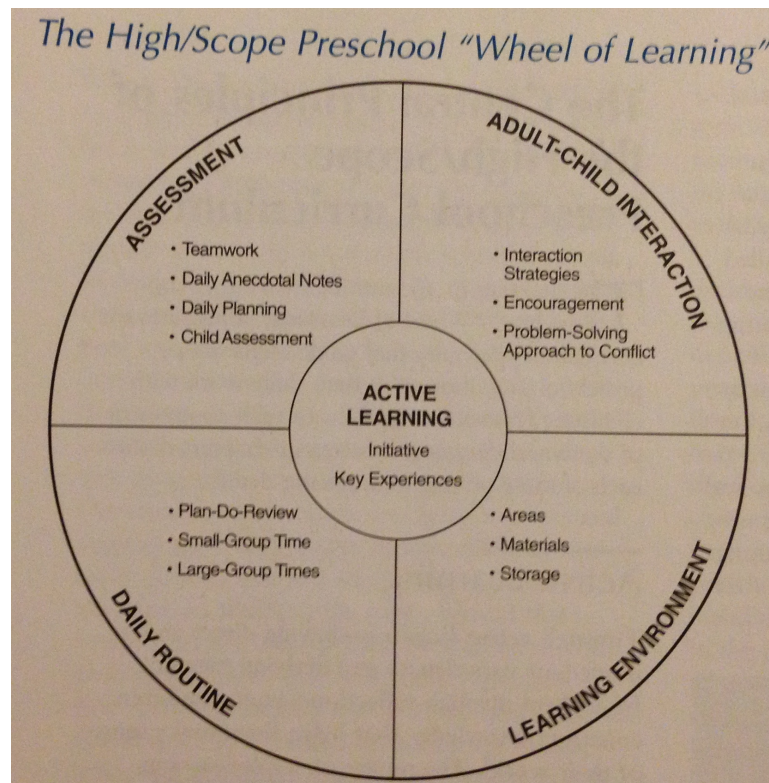 The High/Scope Preschool “Wheel of Learning”
ASSESSMENT
• Teamwork
• Daily Anecdotal Notes
• Daily Planning
• Child Assessment
ADULT-CHILD INTERACTION
• Interaction
Strategies
• Encouragement
• Problem-Solving
Approach to Conflict
ACTIVE
LEARNING
Initiative
Key Experiences
• Plan-Do-Review
• Small-Group Time
• Large-Group Times
DAILY ROUTINE
• Areas
• Materials
• Storage
LEARNING ENVIRONMENT